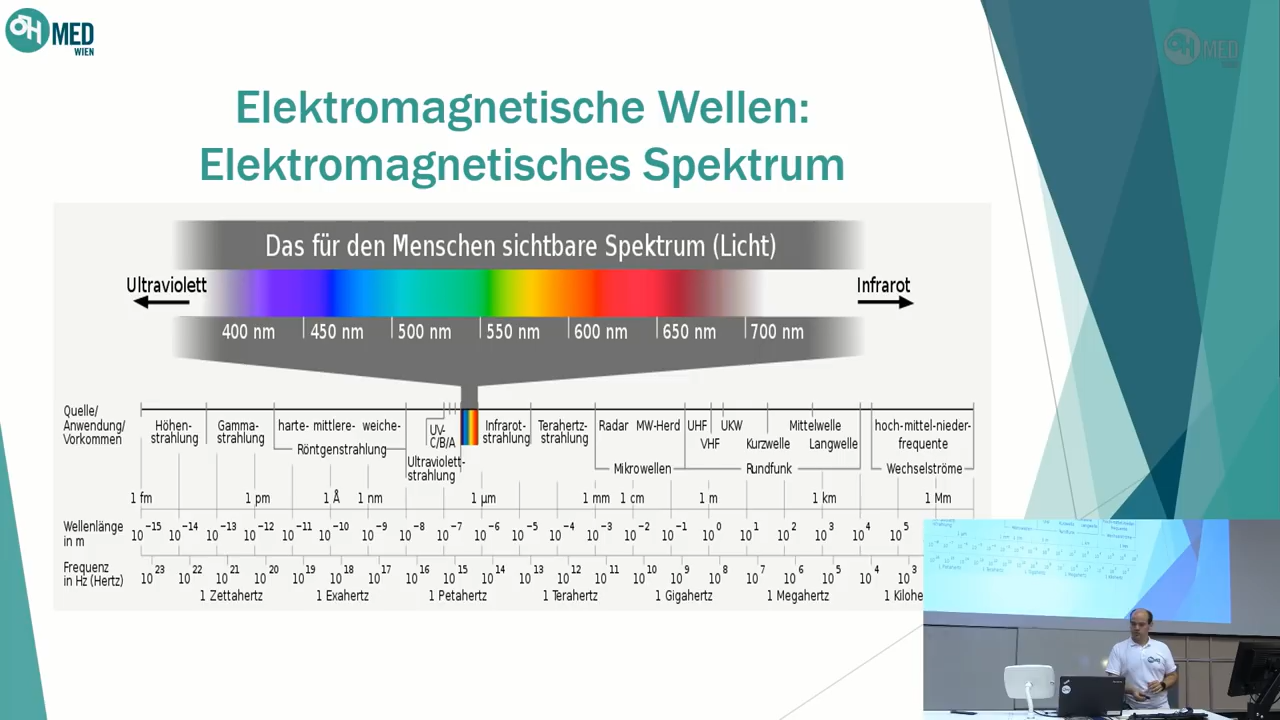 ÖH MED
WIEN
ÖH MED
Elektromagnetische Wellen:
Elektromagnetisches Spektrum
Das für den Menschen sichtbare Spektrum (Licht)
Ultraviolett
Infrarot
400 nm 450 nm 500 nm 550 nm 600 nm 650 nm 700 nm
Quelle/
Anwendung/
Vorkommen
Höhen-
strahlung
Gamma-
strahlung
harte- mittlere- weiche-
Röntgenstrahlung
UV-
C/B/A
Ultraviolett-
strahlung
Infrarot-
strahlung
Terahertz-
strahlung
Radar MW-Herd
Mikrowellen
UHF UKW Mittelwelle
VHF Kurzwelle Langwelle
Rundfunk
hoch-mittel-nieder-
frequente
Wechselströme
1 fm 1 pm 1 Å 1 nm 1 µm 1 mm 1 cm 1 m 1 km 1 Mm
Wellenlänge
in m
10⁻¹⁵ 10⁻¹⁴ 10⁻¹³ 10⁻¹² 10⁻¹¹ 10⁻¹⁰ 10⁻⁹ 10⁻⁸ 10⁻⁷ 10⁻⁶ 10⁻⁵ 10⁻⁴ 10⁻³ 10⁻² 10⁻¹ 10⁰ 10¹ 10² 10³ 10⁴ 10⁵
Frequenz
in Hz (Hertz)
10²³ 10²² 10²¹ 10²⁰ 10¹⁹ 10¹⁸ 10¹⁷ 10¹⁶ 10¹⁵ 10¹⁴ 10¹³ 10¹² 10¹¹ 10¹⁰ 10⁹ 10⁸ 10⁷ 10⁶ 10⁵ 10⁴ 10³
1 Zettahertz 1 Exahertz 1 Petahertz 1 Terahertz 1 Gigahertz 1 Megahertz 1 Kilohe